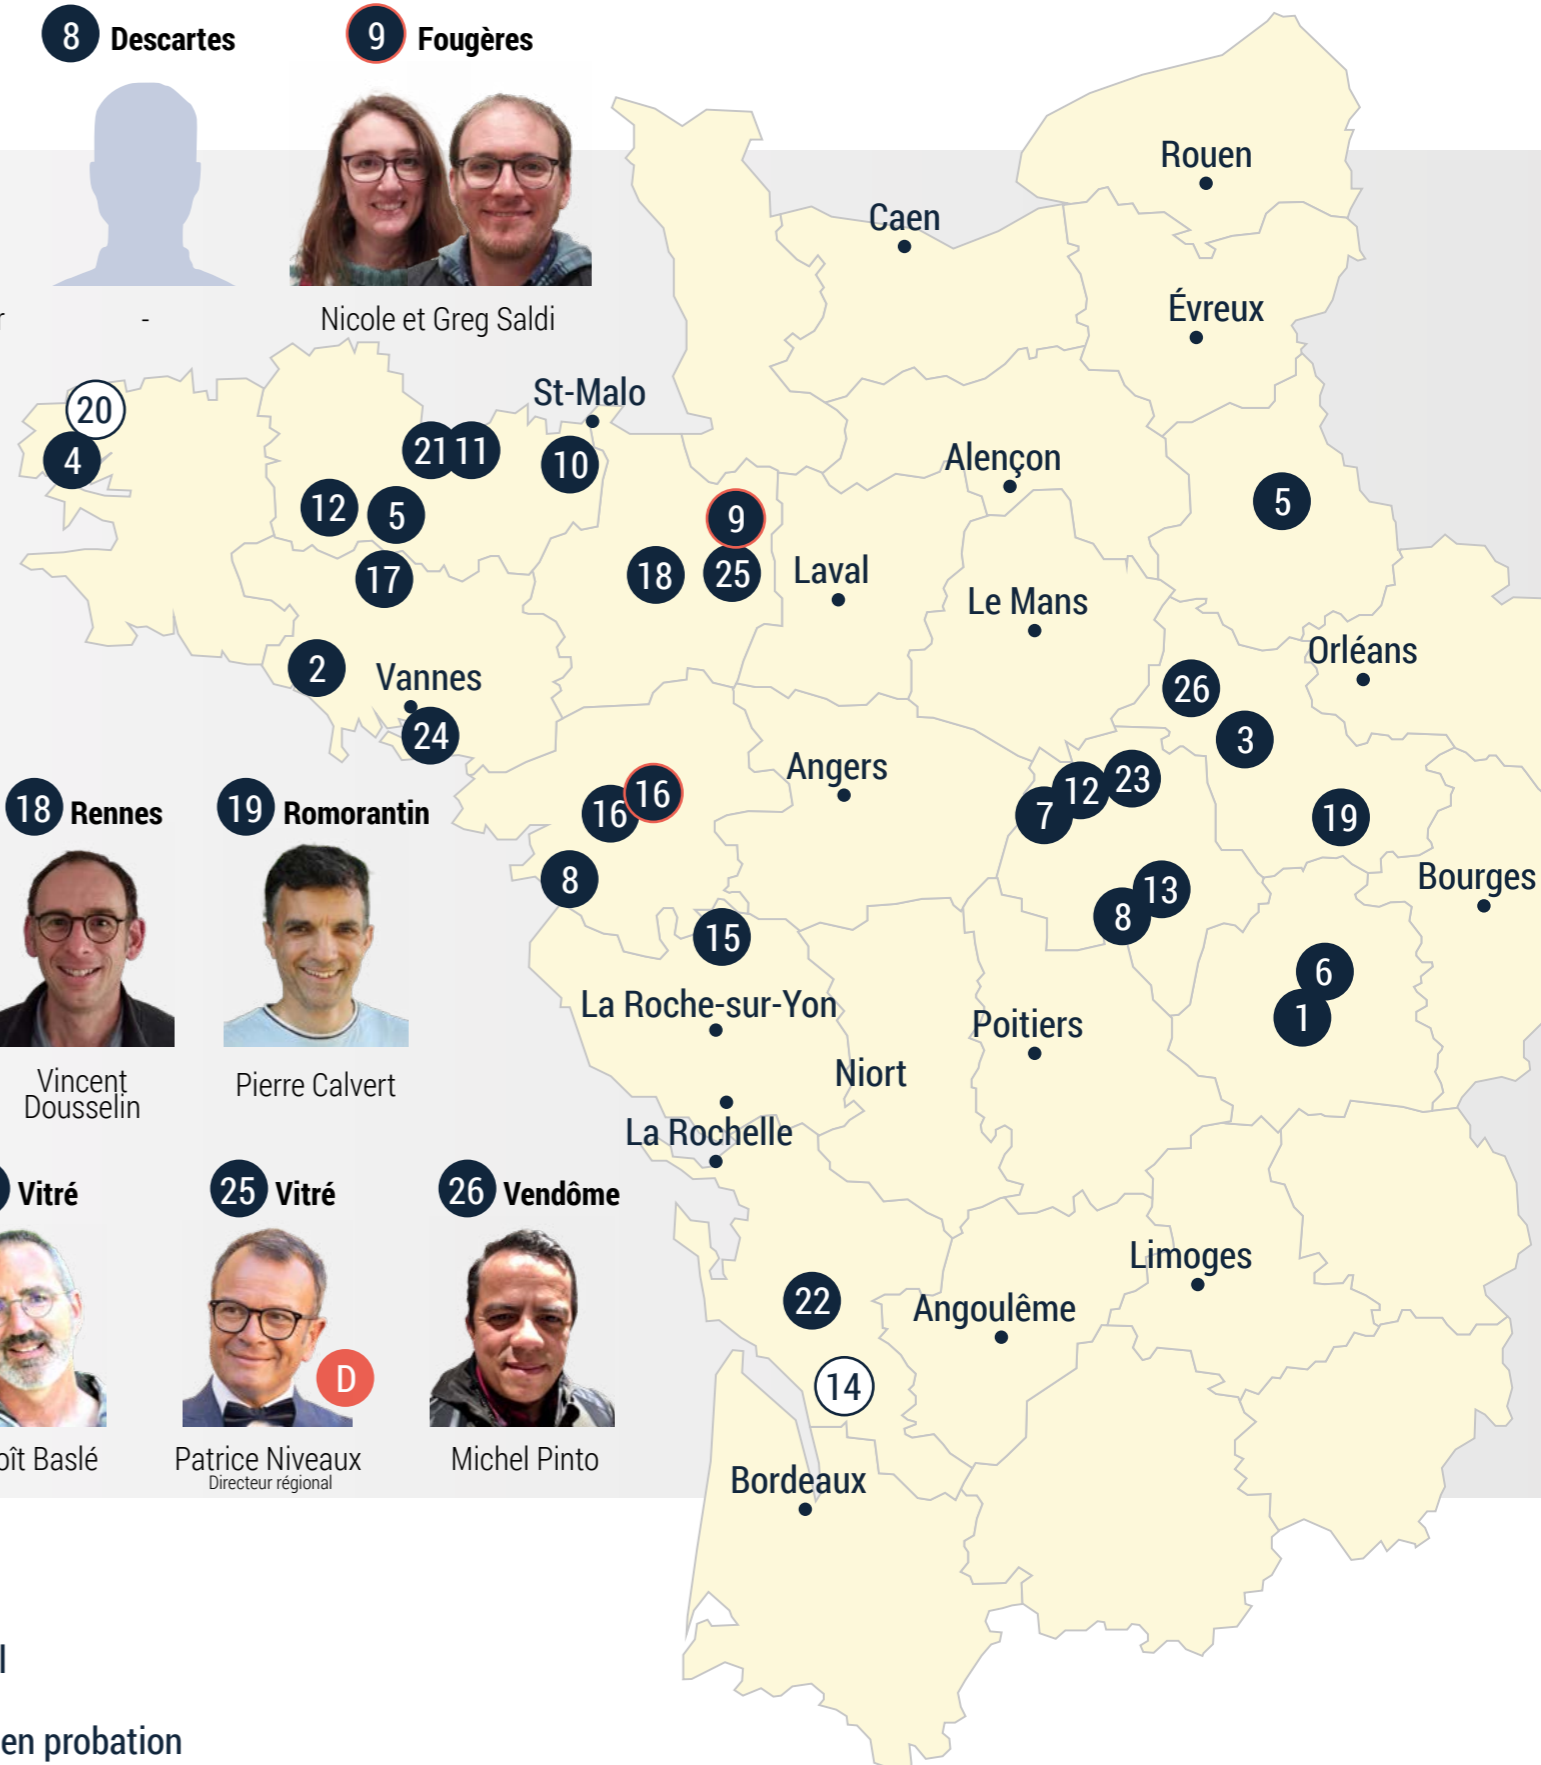 8 Descartes
9 Fougères
-
Nicole et Greg Saldi
Rouen
Caen
Évreux
St-Malo
20
4
21
11
10
12
5
Alençon
5
9
17
18
25
Laval
Le Mans
2
Vannes
24
Orléans
26
3
Angers
16
16
7
12
23
19
18 Rennes
19 Romorantin
8
13
8
Bourges
15
6
1
La Roche-sur-Yon
Poitiers
Niort
Vincent
Dousselin
Pierre Calvert
La Rochelle
Vitré
25 Vitré
26 Vendôme
D
Limoges
22
Angoulême
14
oît Baslé
Patrice Niveaux
Directeur régional
Michel Pinto
Bordeaux
en probation